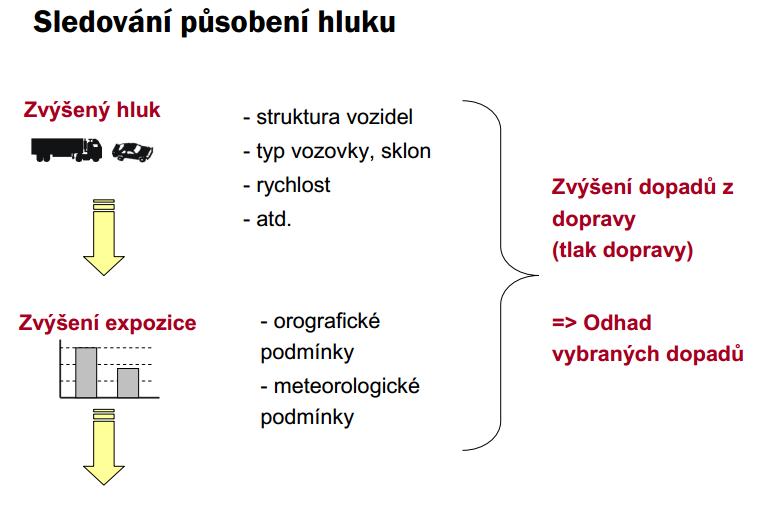 Sledování působení hluku
Zvýšený hluk
- struktura vozidel
- typ vozovky, sklon
- rychlost
- atd.
Zvýšení expozice
- orografické
podmínky
- meteorologické
podmínky
Zvýšení dopadů z
dopravy
(tlak dopravy)
=> Odhad
vybraných dopadů